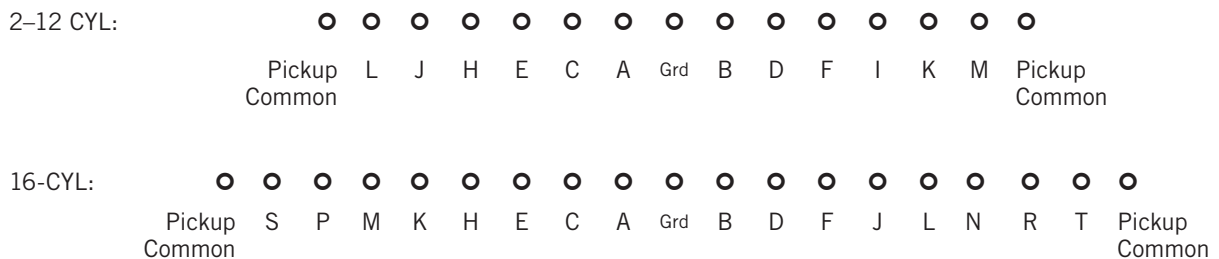 2–12 CYL:
Pickup Common L J H E C A Grd B D F I K M Pickup Common
16-CYL:
Pickup Common S P M K H E C A Grd B D F J L N R T Pickup Common